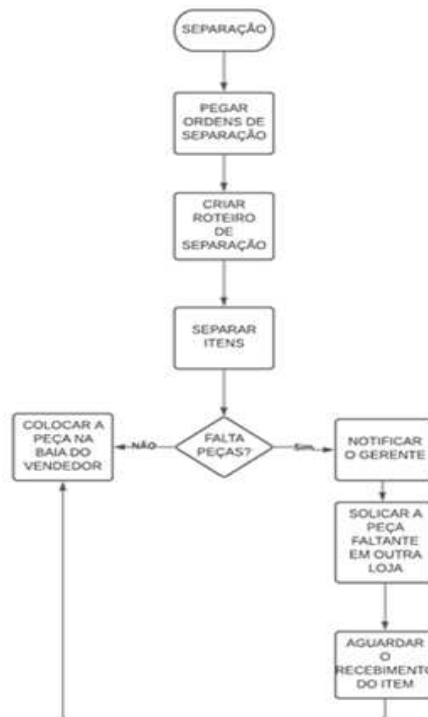 SEPARAÇÃO
PEGAR
ORDENS DE
SEPARAÇÃO
CRIAR
ROTEIRO
DE
SEPARAÇÃO
SEPARAR
ITENS
FALTA
PEÇAS?
NÃO
COLOCAR A
PEÇA NA
BAIA DO
VENDEDOR
Sim
NOTIFICAR
O GERENTE
SOLICAR A
PEÇA
FALTANTE
EM OUTRA
LOJA
AGUARDAR
O
RECEBIMENTO
DO ITEM